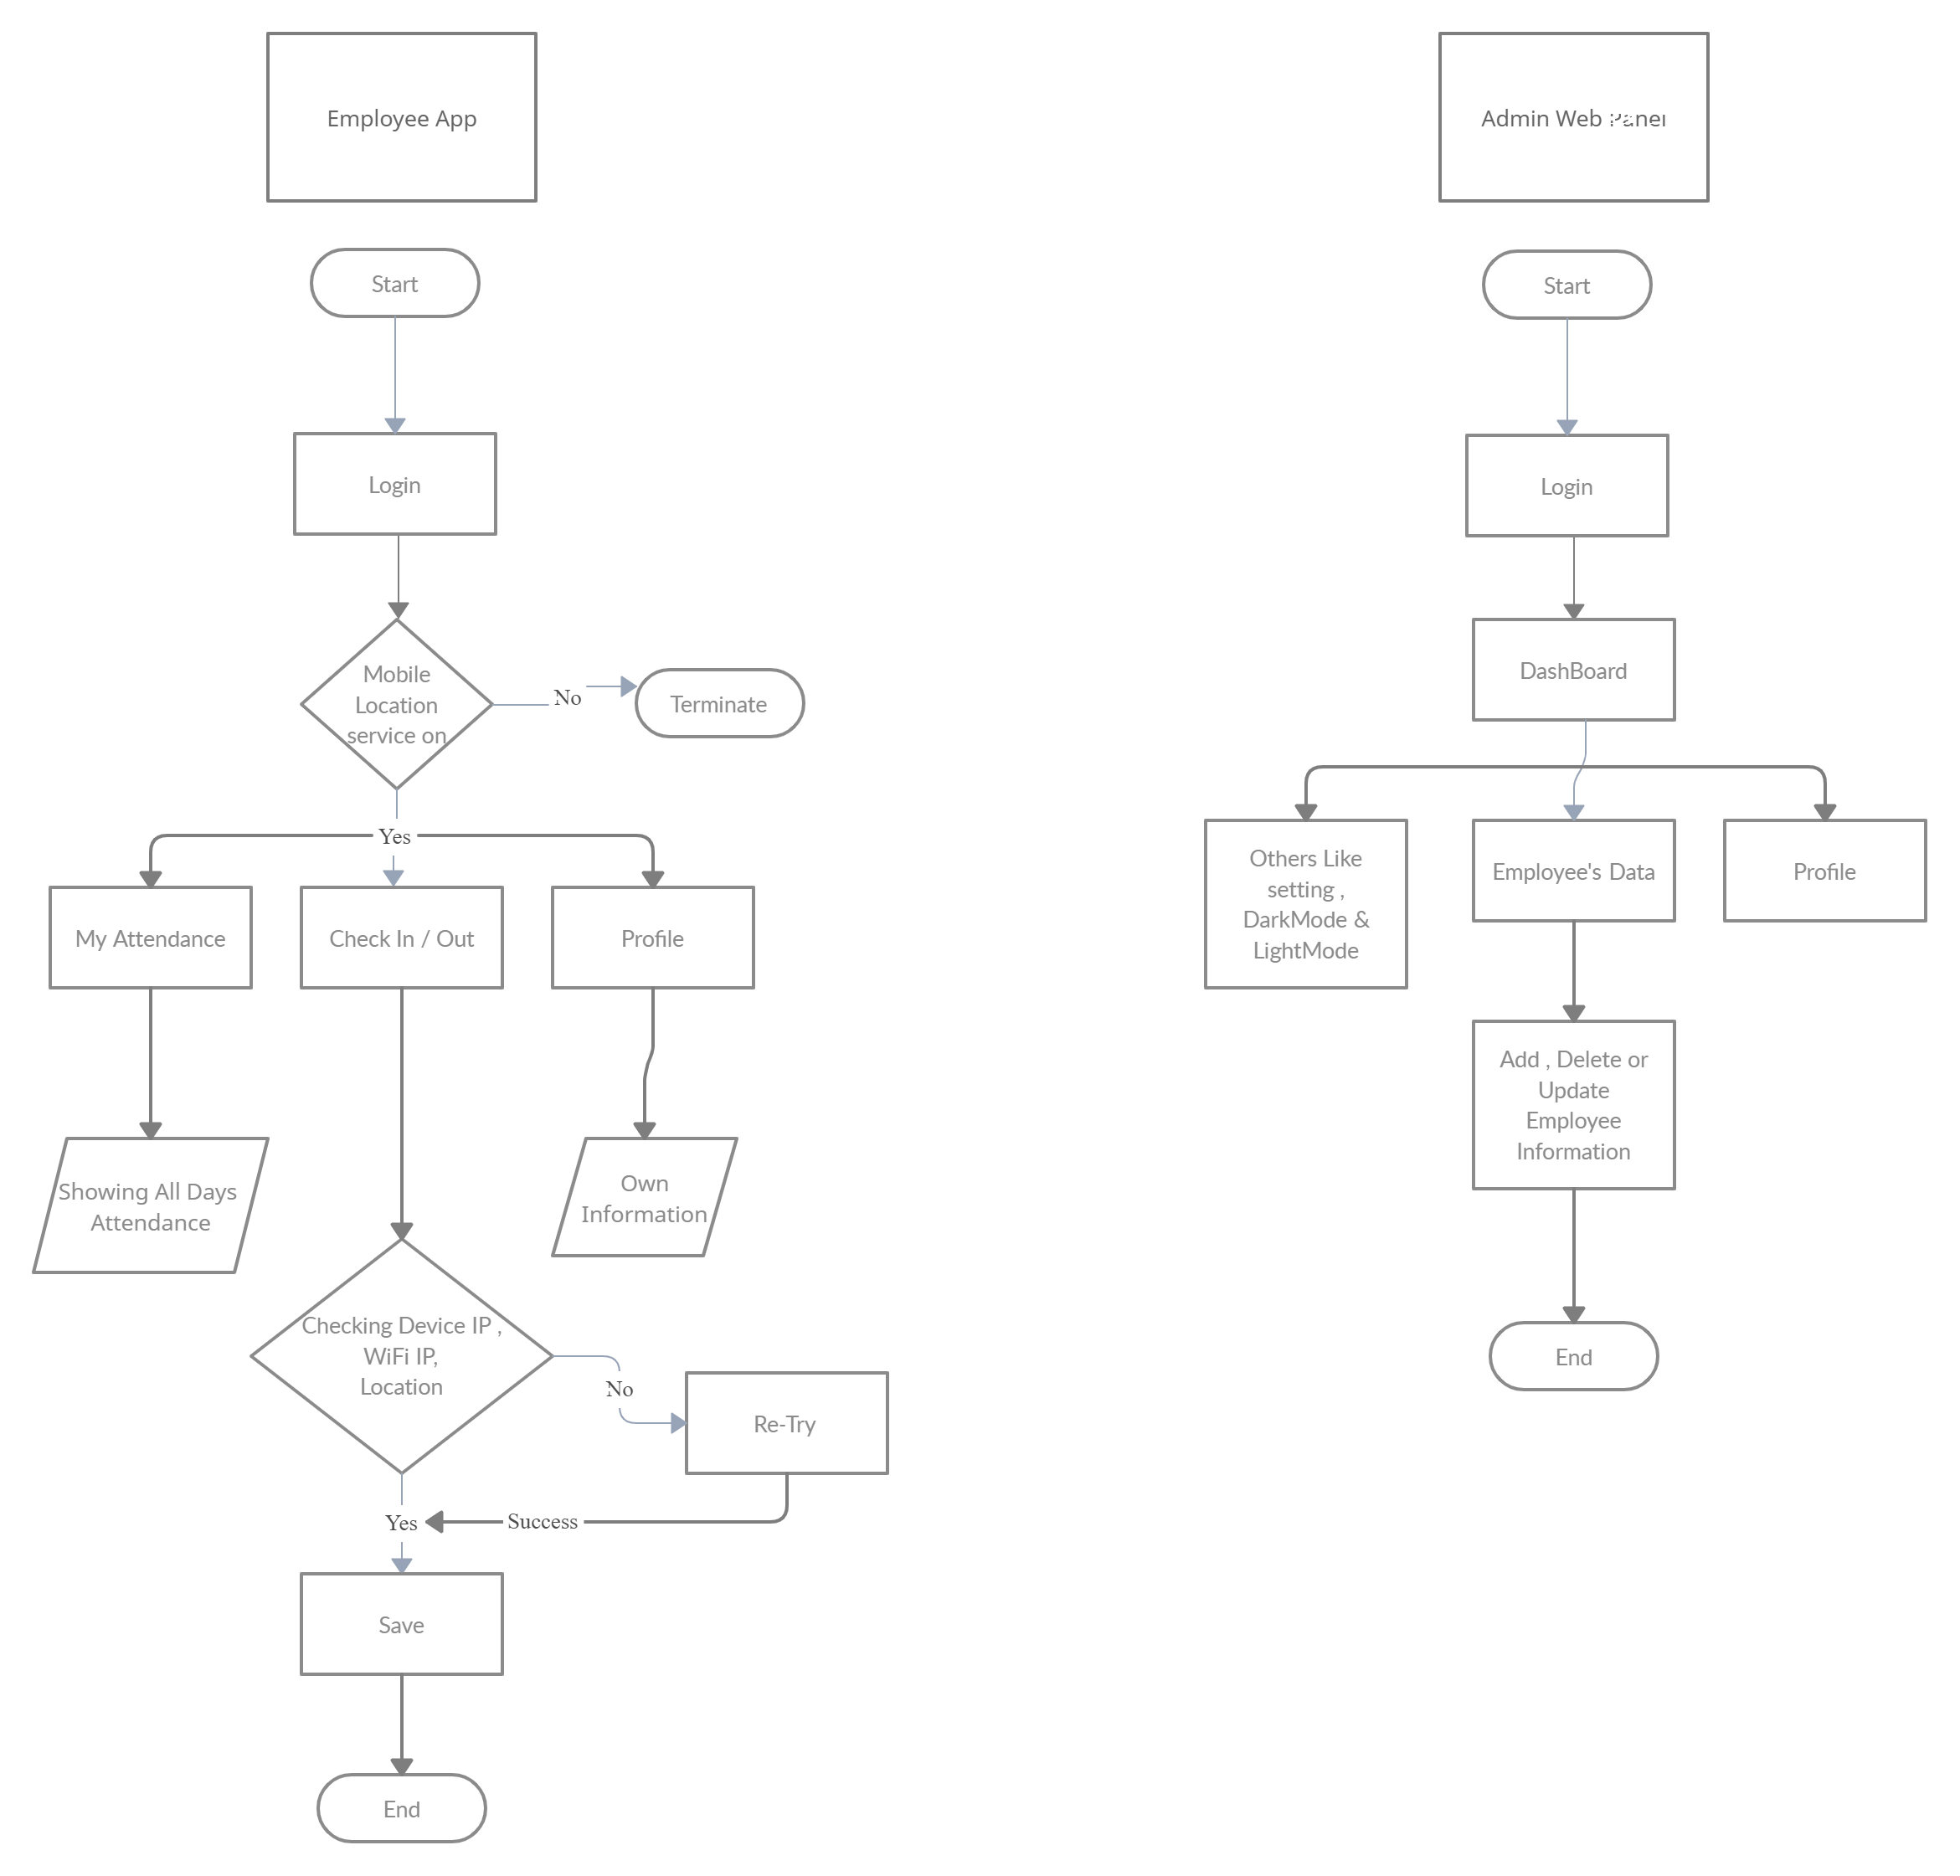 Employee App
Start
Login
Mobile
Location
service on
No
Terminate
Yes
My Attendance
Check In / Out
Profile
Showing All Days
Attendance
Own
Information
Checking Device IP ,
WiFi IP,
Location
No
Re-Try
Yes
Success
Save
End
Admin Web Panel
Start
Login
DashBoard
Others Like
setting ,
DarkMode &
LightMode
Employee's Data
Profile
Add , Delete or
Update
Employee
Information
End